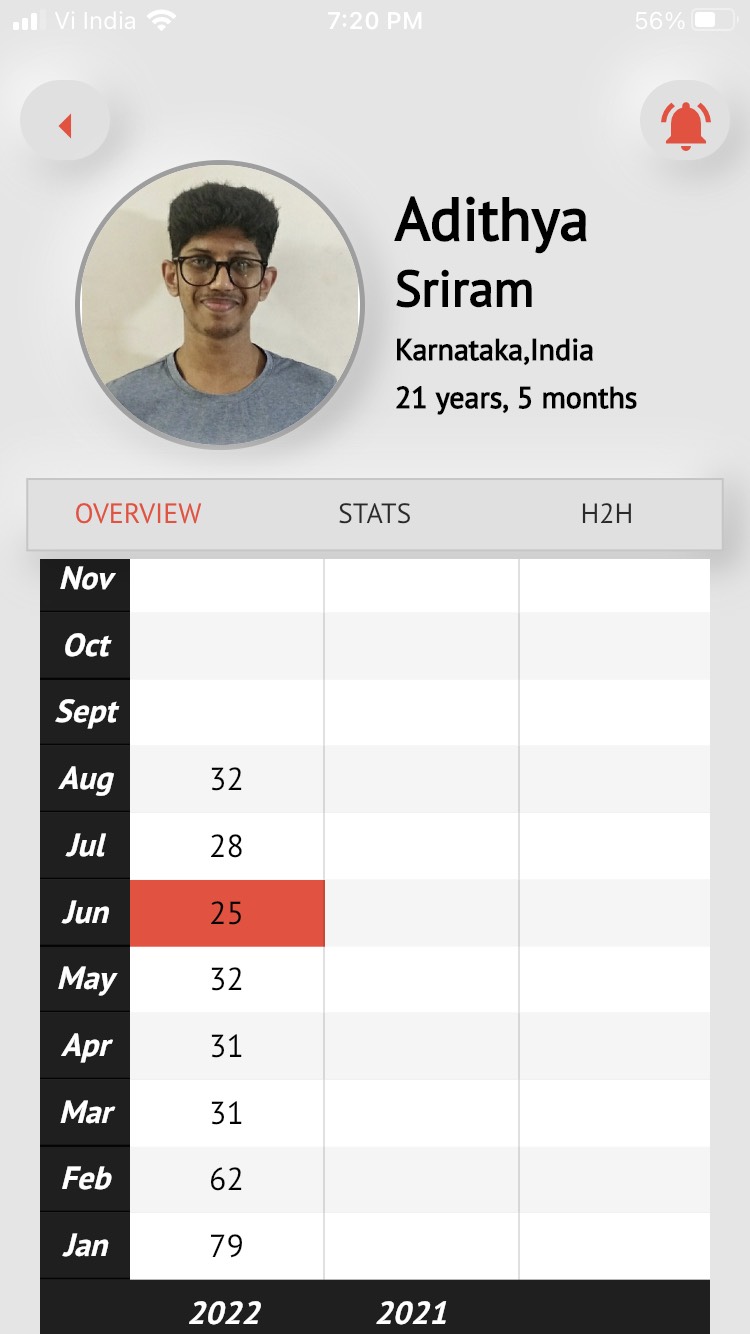 Vi India 7:20 PM 56%
Adithya
Sriram
Karnataka,India
21 years, 5 months
OVERVIEW STATS H2H
Nov
Oct
Sept
Aug 32
Jul 28
Jun 25
May 32
Apr 31
Mar 31
Feb 62
Jan 79
2022 2021